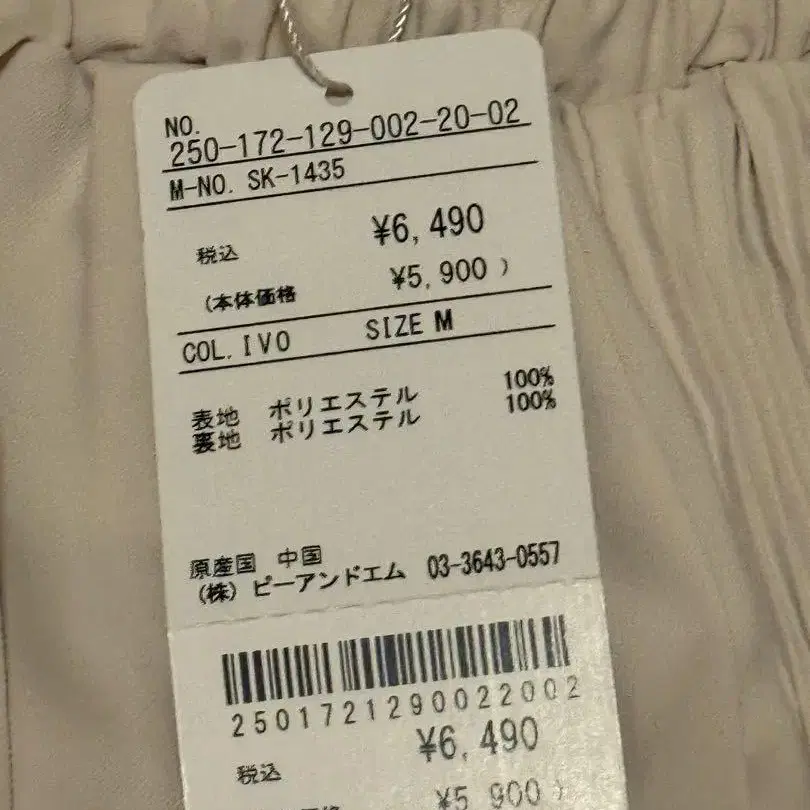 NO.
250-172-129-002-20-02
M-NO. SK-1435
税込 ¥6,490
(本体価格 ¥5,900 )
COL. IVO SIZE M
表地 ポリエステル 100%
裏地 ポリエステル 100%
原産国 中国
(株) ピーアンドエム 03-3643-0557
2501721290022002
税込 ¥6,490
¥5,900 )